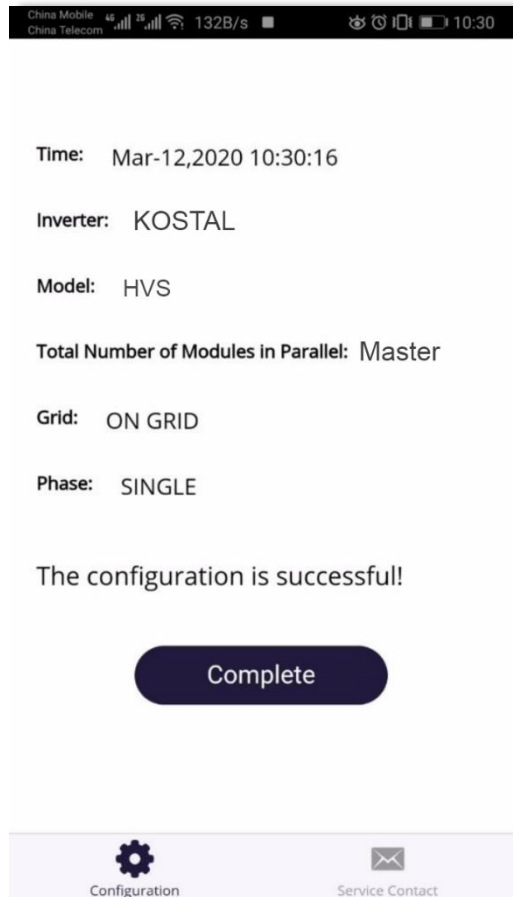 China Mobile 4G 2G 132B/s 10:30
China Telecom
Time: Mar-12,2020 10:30:16
Inverter: KOSTAL
Model: HVS
Total Number of Modules in Parallel: Master
Grid: ON GRID
Phase: SINGLE
The configuration is successful!
Complete
Configuration Service Contact